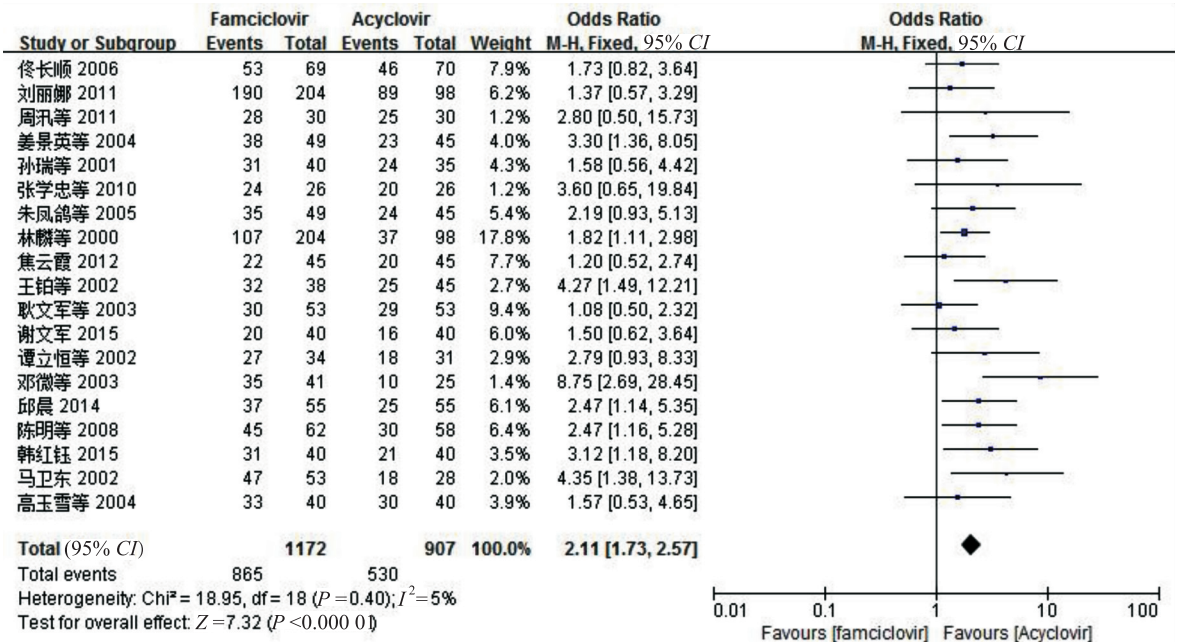 Famciclovir Acyclovir Odds Ratio Odds Ratio
Study or Subgroup Events Total Events Total Weight M-H, Fixed, 95% CI M-H, Fixed, 95% CI
佟长顺 2006 53 69 46 70 7.9% 1.73 [0.82, 3.64]
刘丽娜 2011 190 204 89 98 6.2% 1.37 [0.57, 3.29]
周汛等 2011 28 30 25 30 1.2% 2.80 [0.50, 15.73]
姜景英等 2004 38 49 23 45 4.0% 3.30 [1.36, 8.05]
孙瑞等 2001 31 40 24 35 4.3% 1.58 [0.56, 4.42]
张学忠等 2010 24 26 20 26 1.2% 3.60 [0.65, 19.84]
朱凤鸽等 2005 35 49 24 45 5.4% 2.19 [0.93, 5.13]
林麟等 2000 107 204 37 98 17.8% 1.82 [1.11, 2.98]
焦云霞 2012 22 45 20 45 7.7% 1.20 [0.52, 2.74]
王铂等 2002 32 38 25 45 2.7% 4.27 [1.49, 12.21]
耿文军等 2003 30 53 29 53 9.4% 1.08 [0.50, 2.32]
谢文军 2015 20 40 16 40 6.0% 1.50 [0.62, 3.64]
谭立恒等 2002 27 34 18 31 2.9% 2.79 [0.93, 8.33]
邓微等 2003 35 41 10 25 1.4% 8.75 [2.69, 28.45]
邱晨 2014 37 55 25 55 6.1% 2.47 [1.14, 5.35]
陈明等 2008 45 62 30 58 6.4% 2.47 [1.16, 5.28]
韩红钰 2015 31 40 21 40 3.5% 3.12 [1.18, 8.20]
马卫东 2002 47 53 18 28 2.0% 4.35 [1.38, 13.73]
高玉雪等 2004 33 40 30 40 3.9% 1.57 [0.53, 4.65]
Total (95% CI) 1172 907 100.0% 2.11 [1.73, 2.57]
Total events 865 530
Heterogeneity: Chi² = 18.95, df = 18 (P =0.40); I²=5%
Test for overall effect: Z =7.32 (P <0.000 01)
0.01 0.1 1 10 100
Favours [famciclovir] Favours [Acyclovir]